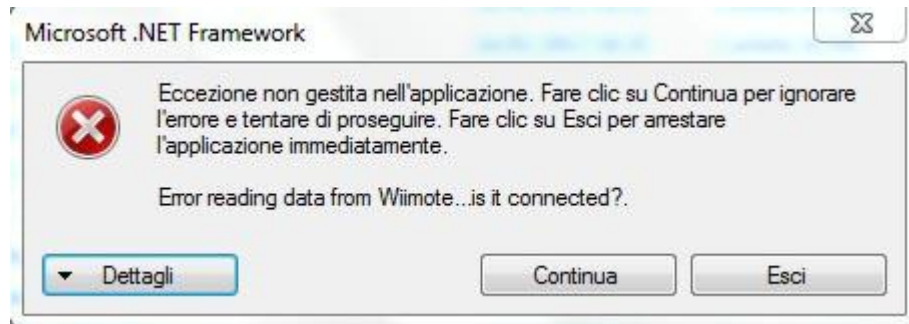 Microsoft .NET Framework
Eccezione non gestita nell'applicazione. Fare clic su Continua per ignorare
l'errore e tentare di proseguire. Fare clic su Esci per arrestare
l'applicazione immediatamente.
Error reading data from Wiimote...is it connected?.
Dettagli
Continua
Esci